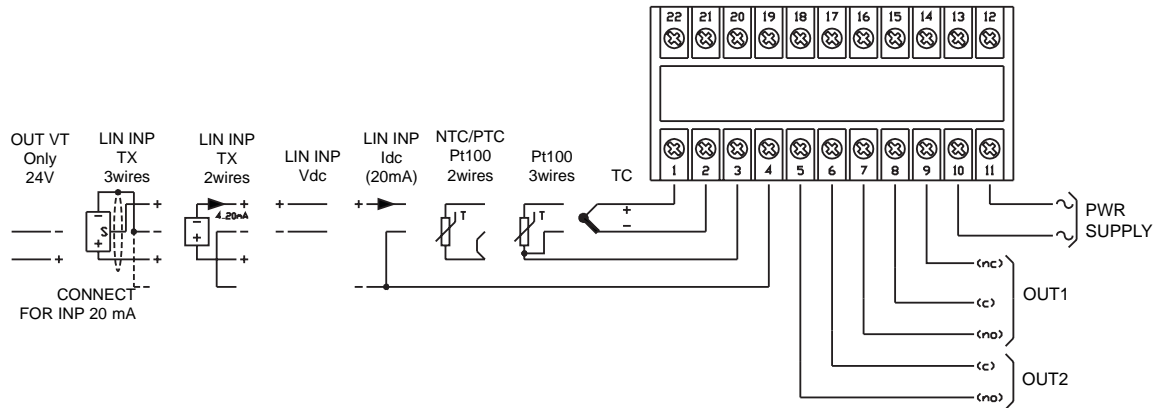 22 21 20 19 18 17 16 15 14 13 12
1 2 3 4 5 6 7 8 9 10 11
OUT VT
Only
24V
LIN INP
TX
3wires
LIN INP
TX
2wires
LIN INP
Vdc
LIN INP
Idc
(20mA)
NTC/PTC
Pt100
2wires
Pt100
3wires
TC
- +
+ -
- S +
+ - +
- + 4..20mA +
-
+
-
+
-
T
T
+
-
CONNECT
FOR INP 20 mA
PWR
SUPPLY
(nc)
(c)
(no)
OUT1
(c)
(no)
OUT2